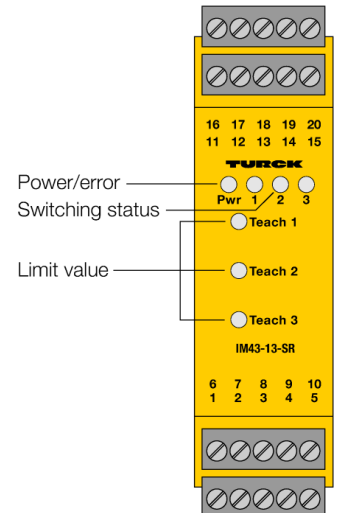 16 17 18 19 20
11 12 13 14 15
TURCK
Power/error
Pwr 1 2 3
Switching status
Teach 1
Limit value
Teach 2
Teach 3
IM43-13-SR
6 7 8 9 10
1 2 3 4 5